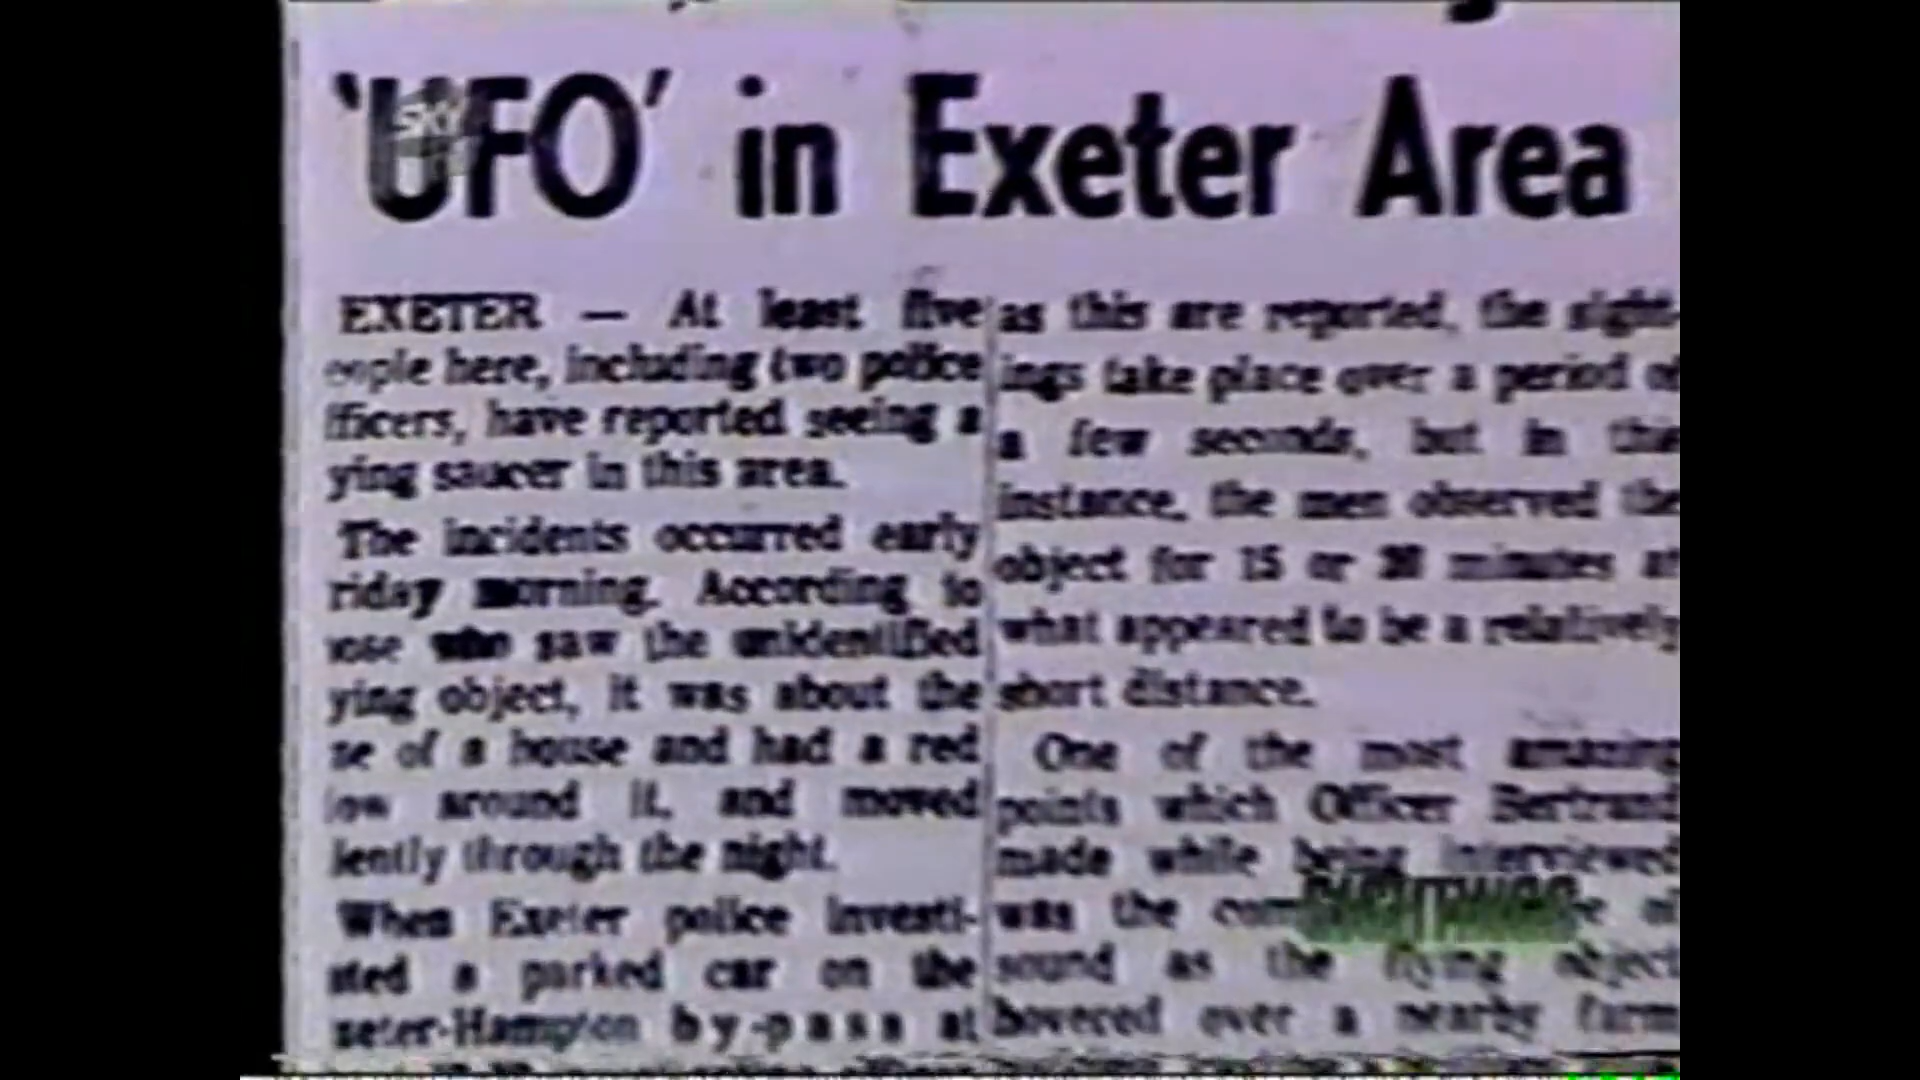 'UFO' in Exeter Area
SKY
EXETER — At least five
eople here, including two police
fficers, have reported seeing a
ying saucer in this area.
The incidents occurred early
riday morning. According to
ose who saw the unidentified
ying object, it was about the
ze of a house and had a red
low around it, and moved
lently through the night.
When Exeter police investi-
ated a parked car on the
xeter-Hampton by-pass at
as this are reported, the sight-
ings take place over a period of
a few seconds, but in this
instance, the men observed the
object for 15 or 20 minutes at
what appeared to be a relatively
short distance.
One of the most amazing
points which Officer Bertrand
made while being interviewed
was the of
sound as the flying object
hovered over a nearby farm